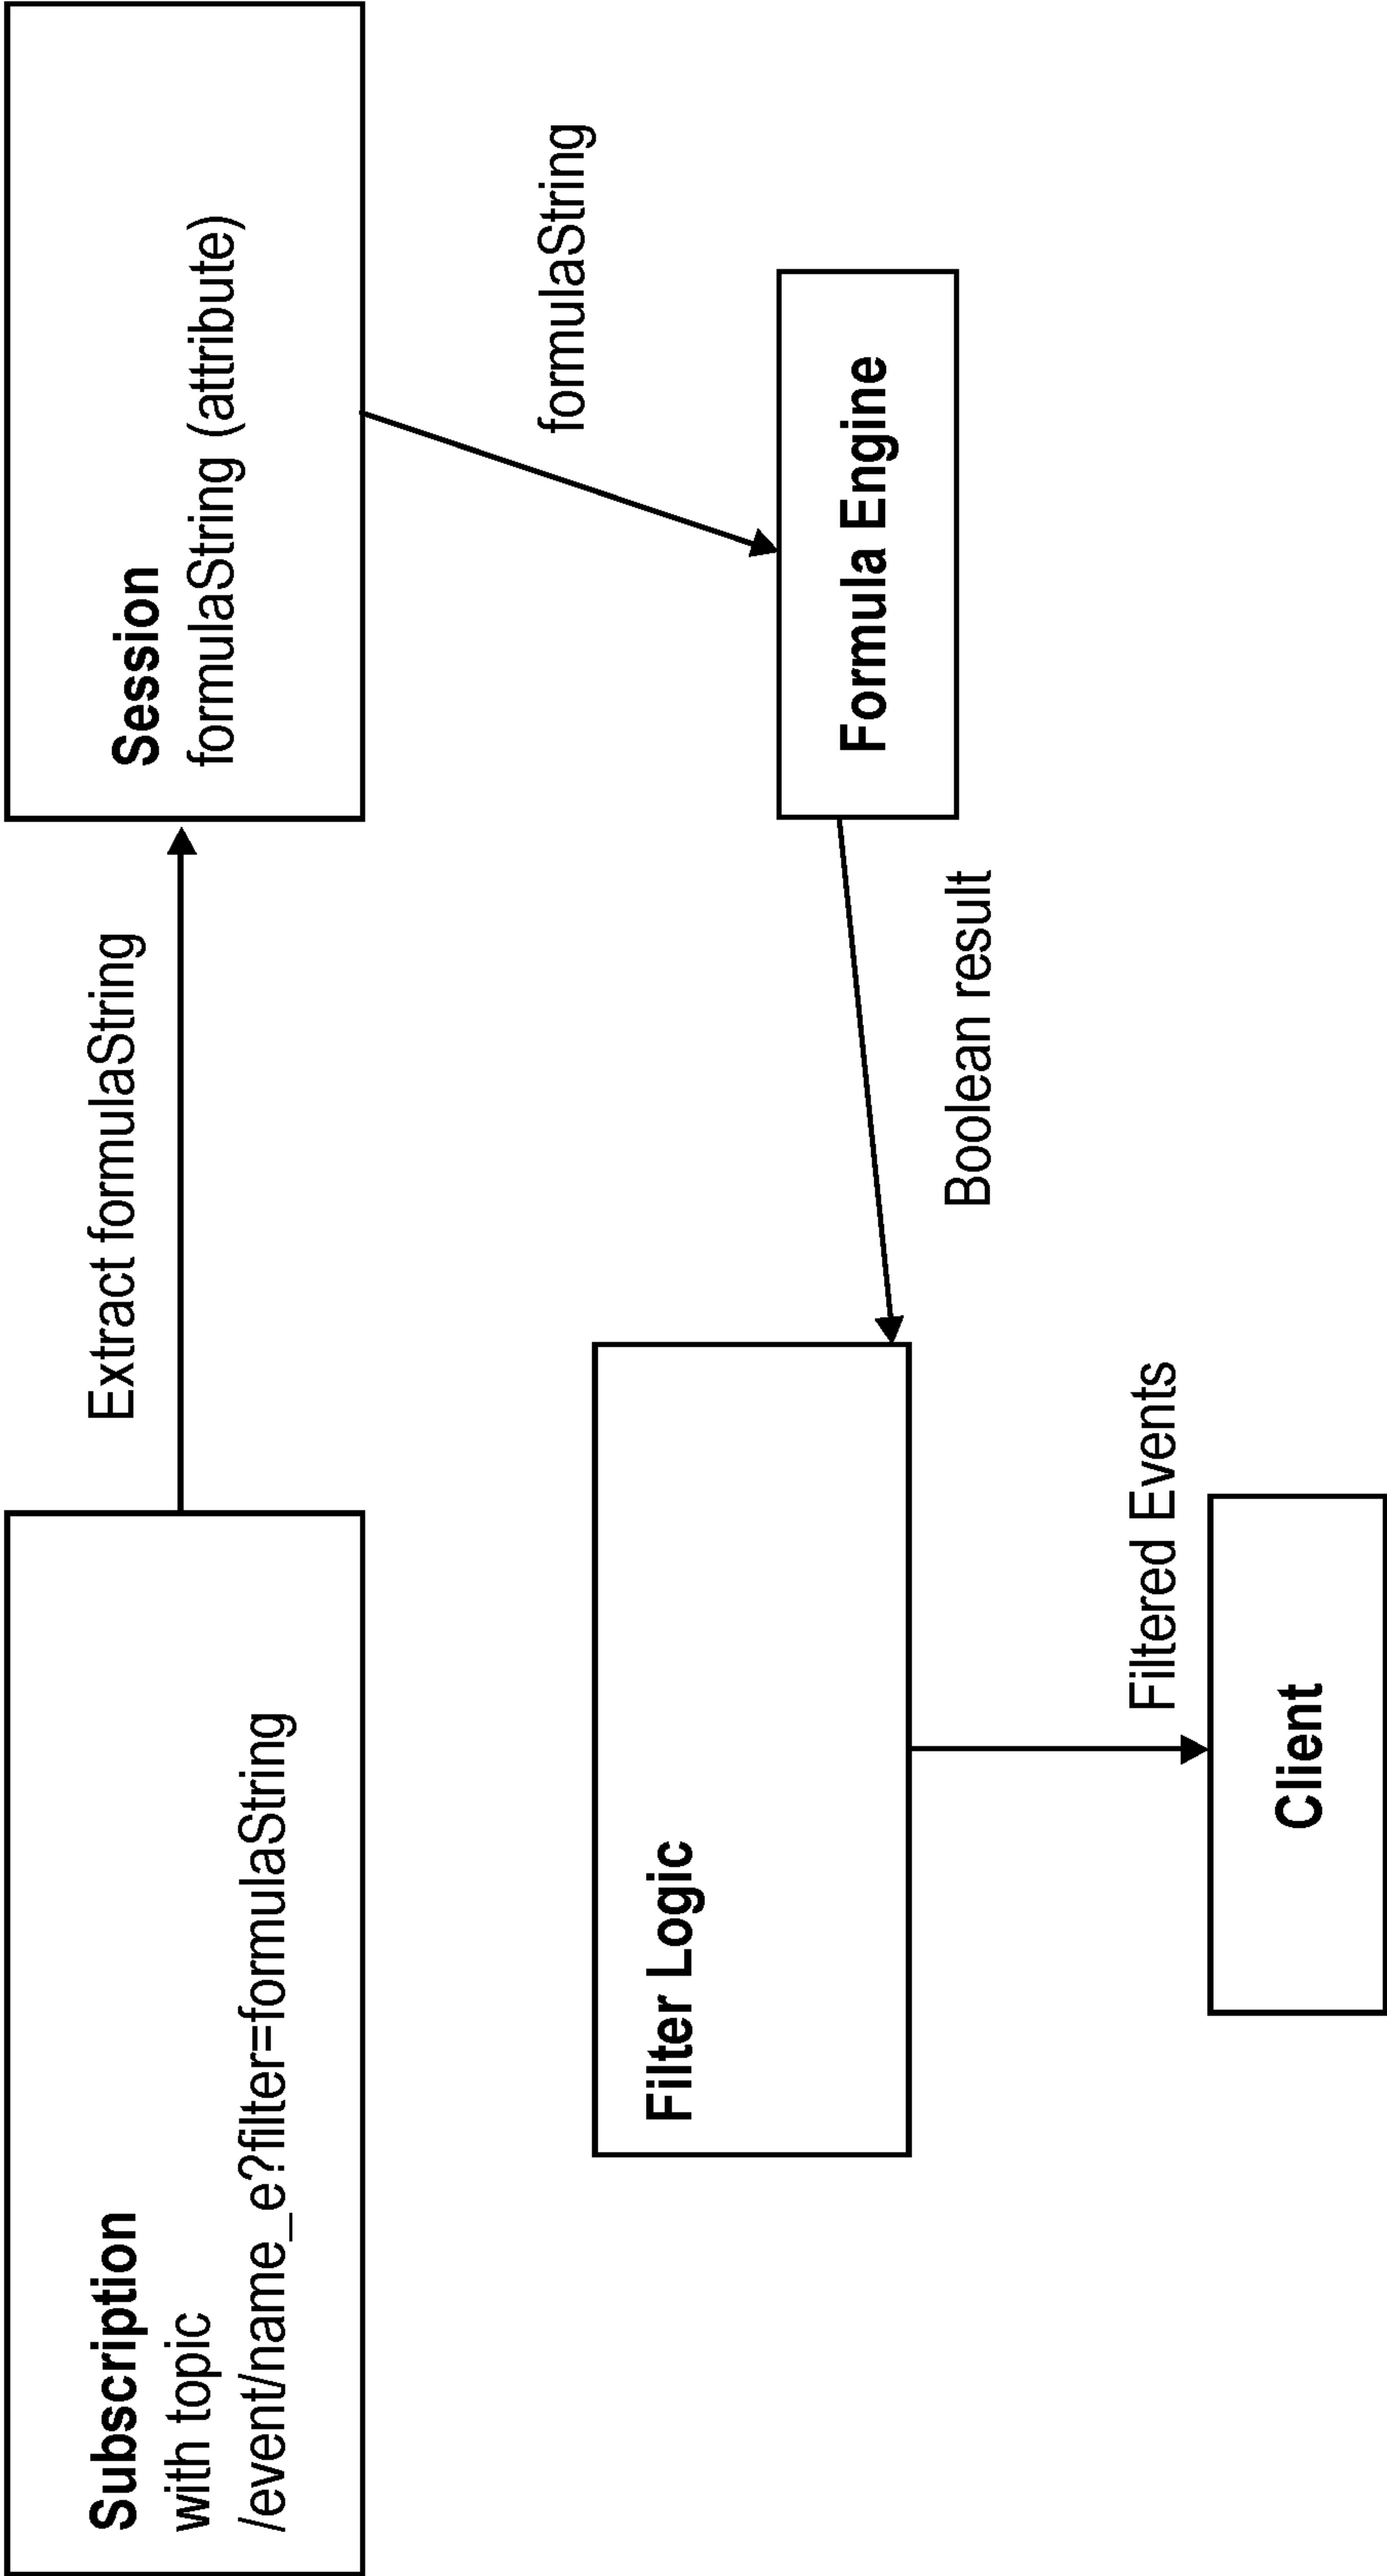 Subscription
with topic
/event/name_e?filter=formulaString
Extract formulaString
Session
formulaString (attribute)
formulaString
Formula Engine
Boolean result
Filter Logic
Filtered Events
Client